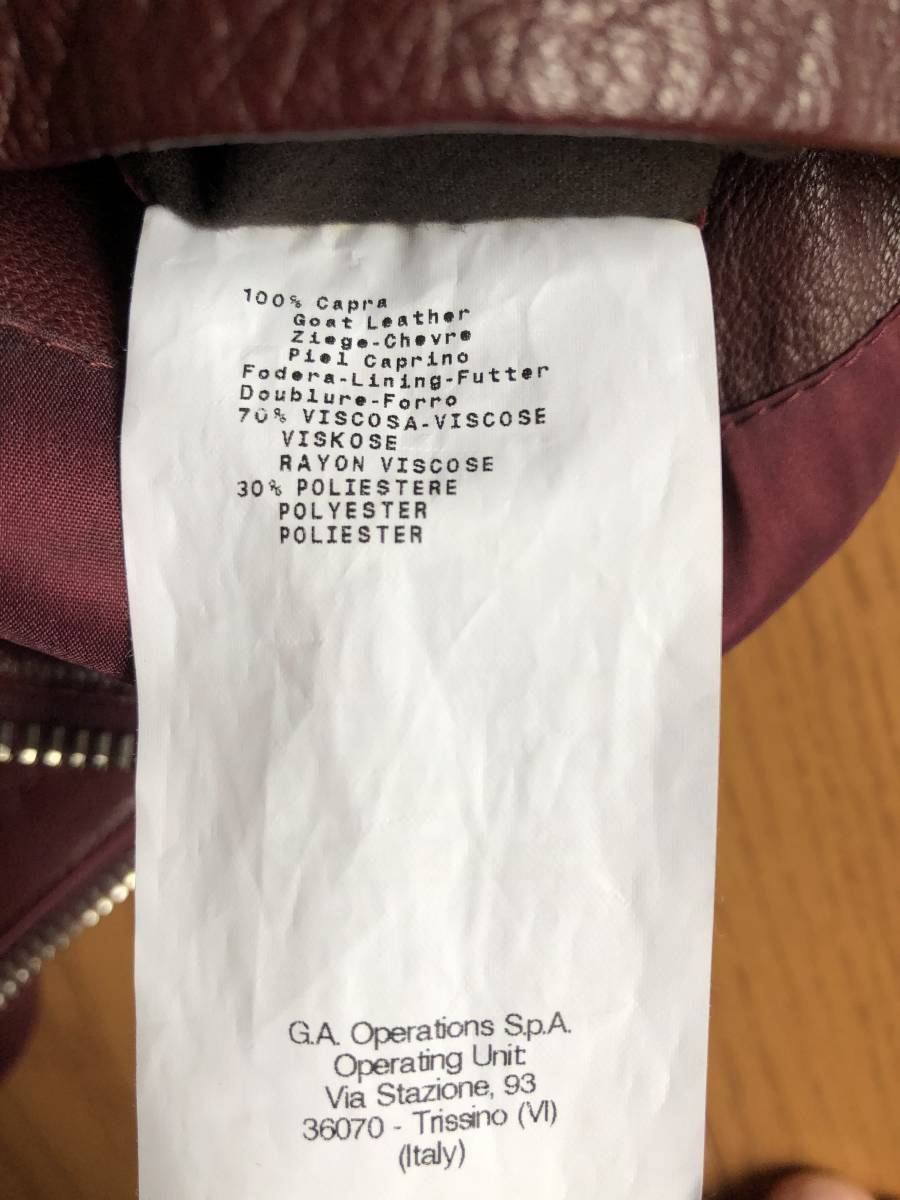 100% Capra
Goat Leather
Ziege-Chevre
Piel Caprino
Fodera-Lining-Futter
Doublure-Forro
70% VISCOSA-VISCOSE
VISKOSE
RAYON VISCOSE
30% POLIESTERE
POLYESTER
POLIESTER
G.A. Operations S.p.A.
Operating Unit:
Via Stazione, 93
36070 - Trissino (VI)
(Italy)